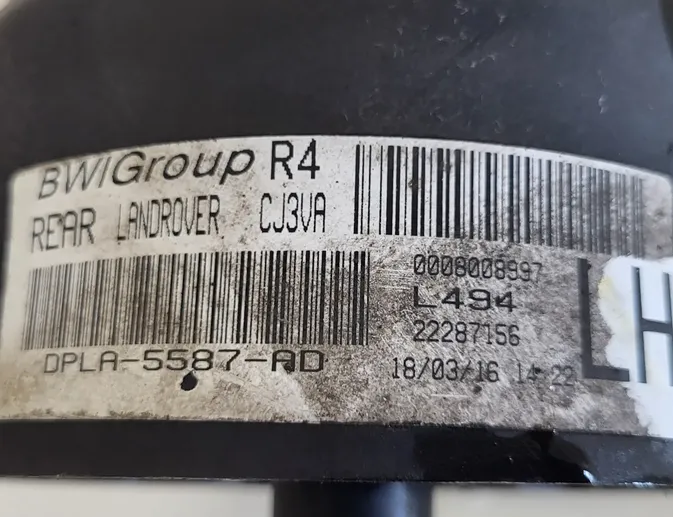 BWIGroup R4
REAR LANDROVER CJ3VA
0008008997
L494
22287156
DPLA-5587-AD
18/03/16 14:22
LH